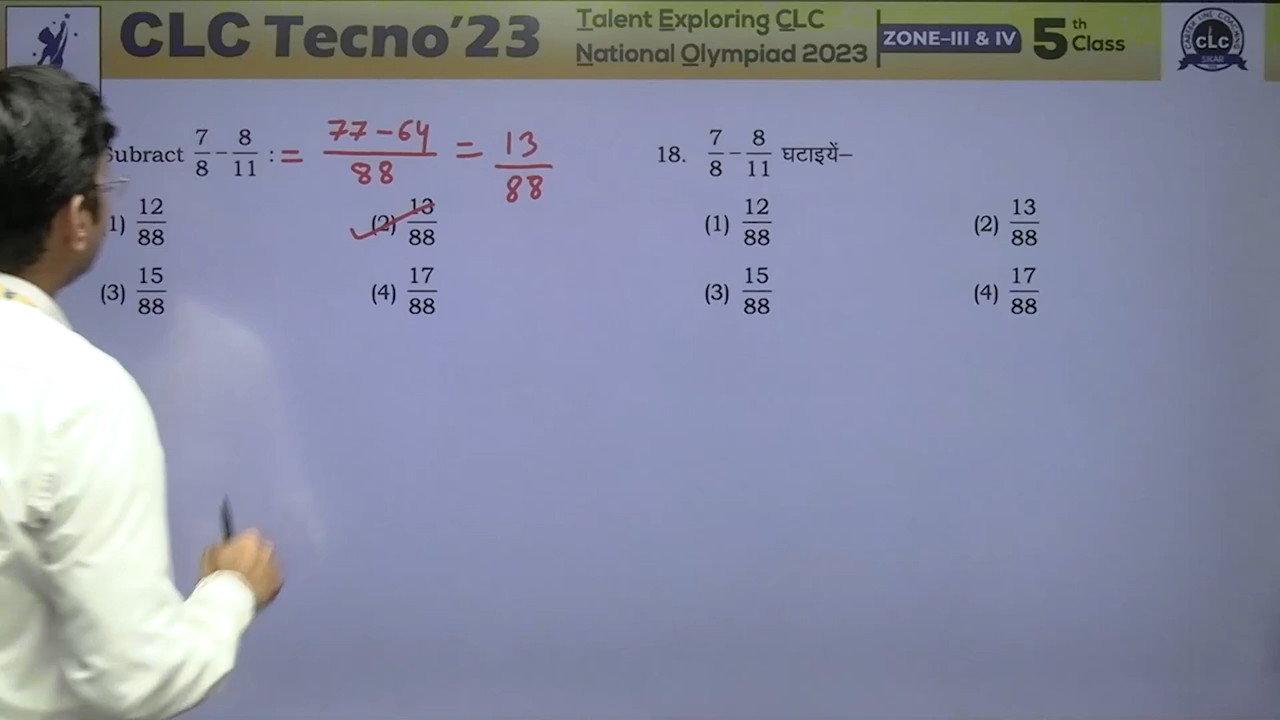 CLC Tecno'23
Talent Exploring CLC
National Olympiad 2023
ZONE-III & IV
5th Class
CLC
SIKAR
Subract 7/8 − 8/11 : = 77 − 64 / 88 = 13/88
(1) 12/88 (2) 13/88
(3) 15/88 (4) 17/88
18. 7/8 − 8/11 घटाइयें–
(1) 12/88 (2) 13/88
(3) 15/88 (4) 17/88